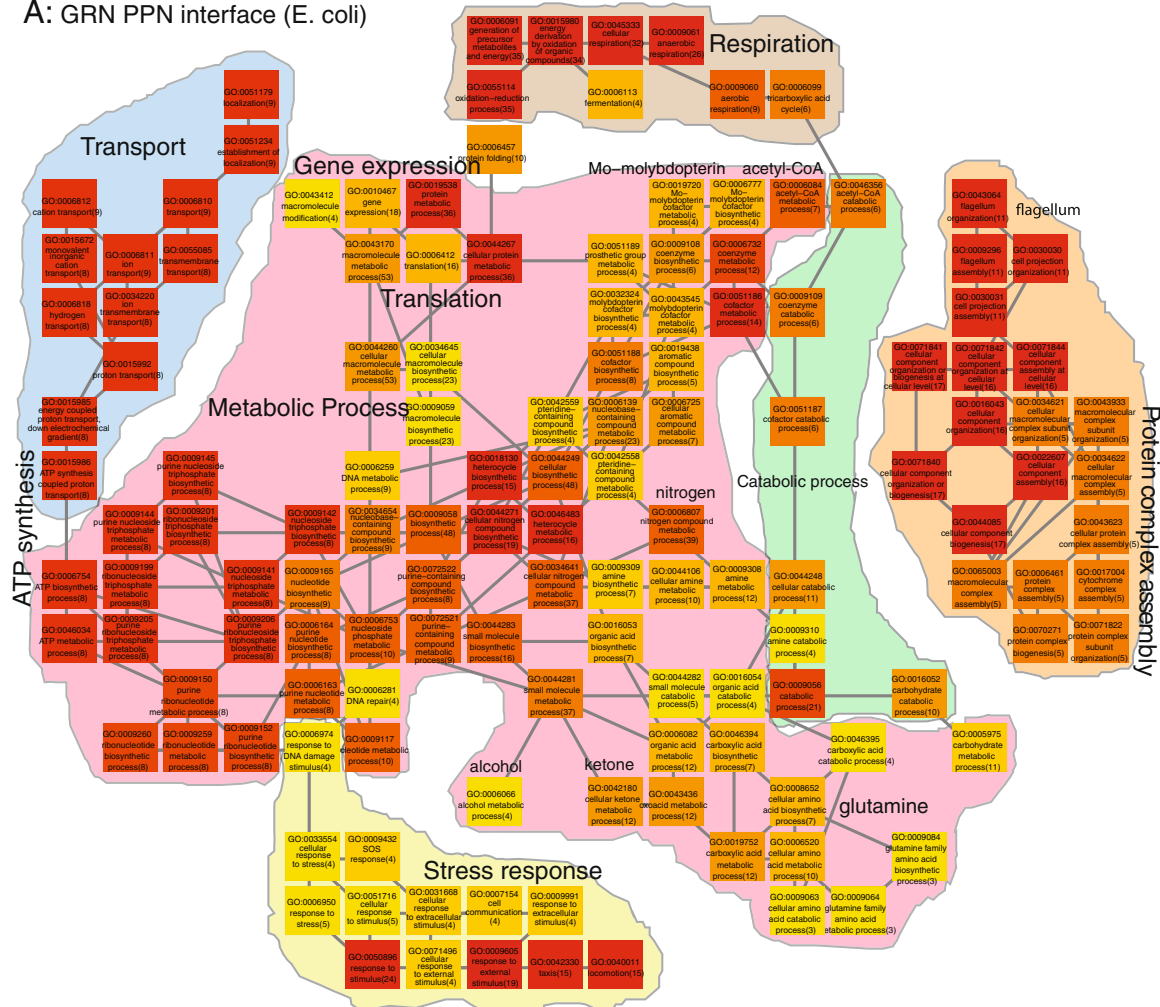 A: GRN PPN interface (E. coli)
GO:0006091
generation of
precursor
metabolites
and energy(35)
GO:0015980
energy
derivation
by oxidation
of organic
compounds(34)
GO:0045333
cellular
respiration(32)
GO:0009061
anaerobic
respiration(26)
Respiration
GO:0055114
oxidation−reduction
process(35)
GO:0006113
fermentation(4)
GO:0009060
aerobic
respiration(9)
GO:0006099
tricarboxylic acid
cycle(6)
GO:0006457
protein folding(10)
GO:0051179
localization(9)
Transport
GO:0051234
establishment of
localization(9)
GO:0006812
cation transport(9)
GO:0006810
transport(9)
GO:0015672
monovalent
inorganic
cation
transport(8)
GO:0006811
ion
transport(9)
GO:0055085
transmembrane
transport(8)
GO:0006818
hydrogen
transport(8)
GO:0034220
ion
transmembrane
transport(8)
GO:0015992
proton transport(8)
GO:0015985
energy coupled
proton transport,
down electrochemical
gradient(8)
GO:0015986
ATP synthesis
coupled proton
transport(8)
Gene expression
Mo−molybdopterin
acetyl-CoA
GO:0043412
macromolecule
modification(4)
GO:0010467
gene
expression(18)
GO:0019538
protein
metabolic
process(36)
GO:0019720
Mo−
molybdopterin
cofactor
metabolic
process(4)
GO:0006777
Mo−
molybdopterin
cofactor
biosynthetic
process(4)
GO:0006084
acetyl−CoA
metabolic
process(7)
GO:0046356
acetyl−CoA
catabolic
process(6)
GO:0043170
macromolecule
metabolic
process(53)
GO:0006412
translation(16)
GO:0044267
cellular protein
metabolic
process(36)
GO:0051189
prosthetic group
metabolic
process(4)
GO:0009108
coenzyme
biosynthetic
process(6)
GO:0006732
coenzyme
metabolic
process(12)
Translation
GO:0032324
molybdopterin
cofactor
biosynthetic
process(4)
GO:0043545
molybdopterin
cofactor
metabolic
process(4)
GO:0051186
cofactor
metabolic
process(14)
GO:0009109
coenzyme
catabolic
process(6)
GO:0044260
cellular
macromolecule
metabolic
process(53)
GO:0034645
cellular
macromolecule
biosynthetic
process(23)
GO:0051188
cofactor
biosynthetic
process(8)
GO:0019438
aromatic
compound
biosynthetic
process(5)
Metabolic Process
GO:0009059
macromolecule
biosynthetic
process(23)
GO:0042559
pteridine−
containing
compound
biosynthetic
process(4)
GO:0006139
nucleobase−
containing
compound
metabolic
process(23)
GO:0006725
cellular
aromatic
compound
metabolic
process(7)
GO:0051187
cofactor catabolic
process(6)
GO:0009145
purine nucleoside
triphosphate
biosynthetic
process(8)
GO:0006259
DNA metabolic
process(9)
GO:0018130
heterocycle
biosynthetic
process(15)
GO:0044249
cellular
biosynthetic
process(48)
GO:0042558
pteridine−
containing
compound
metabolic
process(4)
nitrogen
Catabolic process
GO:0009144
purine nucleoside
triphosphate
metabolic
process(8)
GO:0009201
ribonucleoside
triphosphate
biosynthetic
process(8)
GO:0009142
nucleoside
triphosphate
biosynthetic
process(8)
GO:0034654
nucleobase−
containing
compound
biosynthetic
process(9)
GO:0009058
biosynthetic
process(48)
GO:0044271
cellular nitrogen
compound
biosynthetic
process(19)
GO:0046483
heterocycle
metabolic
process(16)
GO:0006807
nitrogen compound
metabolic
process(39)
ATP synthesis
GO:0006754
ATP biosynthetic
process(8)
GO:0009199
ribonucleoside
triphosphate
metabolic
process(8)
GO:0009141
nucleoside
triphosphate
metabolic
process(8)
GO:0009165
nucleotide
biosynthetic
process(9)
GO:0072522
purine−containing
compound
biosynthetic
process(8)
GO:0034641
cellular nitrogen
compound
metabolic
process(37)
GO:0009309
amine
biosynthetic
process(7)
GO:0044106
cellular amine
metabolic
process(10)
GO:0009308
amine
metabolic
process(12)
GO:0044248
cellular catabolic
process(11)
GO:0046034
ATP metabolic
process(8)
GO:0009205
purine
ribonucleoside
triphosphate
metabolic
process(8)
GO:0009206
purine
ribonucleoside
triphosphate
biosynthetic
process(8)
GO:0006164
purine
nucleotide
biosynthetic
process(8)
GO:0006753
nucleoside
phosphate
metabolic
process(10)
GO:0072521
purine−
containing
compound
metabolic
process(9)
GO:0044283
small molecule
biosynthetic
process(16)
GO:0016053
organic acid
biosynthetic
process(7)
GO:0009310
amine catabolic
process(4)
GO:0009150
purine
ribonucleotide
metabolic process(8)
GO:0006163
purine nucleotide
metabolic
process(8)
GO:0006281
DNA repair(4)
GO:0044281
small molecule
metabolic
process(37)
GO:0044282
small molecule
catabolic
process(5)
GO:0016054
organic acid
catabolic
process(4)
GO:0009056
catabolic
process(21)
GO:0016052
carbohydrate
catabolic
process(10)
GO:0009260
ribonucleotide
biosynthetic
process(8)
GO:0009259
ribonucleotide
metabolic
process(8)
GO:0009152
purine
ribonucleotide
biosynthetic
process(8)
GO:0006974
response to
DNA damage
stimulus(4)
GO:0009117
cleotide metabolic
process(10)
GO:0006082
organic acid
metabolic
process(12)
GO:0046394
carboxylic acid
biosynthetic
process(7)
GO:0046395
carboxylic acid
catabolic process(4)
GO:0005975
carbohydrate
metabolic
process(11)
alcohol
ketone
GO:0006066
alcohol metabolic
process(4)
GO:0042180
cellular ketone
metabolic
process(12)
GO:0043436
oxoacid metabolic
process(12)
GO:0008652
cellular amino
acid biosynthetic
process(7)
glutamine
GO:0019752
carboxylic acid
metabolic
process(12)
GO:0006520
cellular amino
acid metabolic
process(10)
GO:0009084
glutamine family
amino acid
biosynthetic
process(3)
GO:0009063
cellular amino
acid catabolic
process(3)
GO:0009064
glutamine family
amino acid
etabolic process(3)
GO:0033554
cellular
response
to stress(4)
GO:0009432
SOS
response(4)
Stress response
GO:0006950
response to
stress(5)
GO:0051716
cellular
response
to stimulus(5)
GO:0031668
cellular
response
to extracellular
stimulus(4)
GO:0007154
cell
communication
(4)
GO:0009991
response to
extracellular
stimulus(4)
GO:0050896
response to
stimulus(24)
GO:0071496
cellular
response
to external
stimulus(4)
GO:0009605
response to
external
stimulus(19)
GO:0042330
taxis(15)
GO:0040011
locomotion(15)
GO:0043064
flagellum
organization(11)
flagellum
GO:0009296
flagellum
assembly(11)
GO:0030030
cell projection
organization(11)
GO:0030031
cell projection
assembly(11)
GO:0071841
cellular
component
organization or
biogenesis at
cellular level(17)
GO:0071842
cellular
component
organization at
cellular
level(16)
GO:0071844
cellular
component
assembly at
cellular
level(16)
GO:0016043
cellular
component
organization(16)
GO:0034621
cellular
macromolecular
complex subunit
organization(5)
GO:0043933
macromolecular
complex
subunit
organization(5)
GO:0071840
cellular component
organization or
biogenesis(17)
GO:0022607
cellular
component
assembly(16)
GO:0034622
cellular
macromolecular
complex
assembly(5)
GO:0044085
cellular component
biogenesis(17)
GO:0043623
cellular protein
complex assembly(5)
GO:0065003
macromolecular
complex
assembly(5)
GO:0006461
protein
complex
assembly(5)
GO:0017004
cytochrome
complex
assembly(5)
GO:0070271
protein complex
biogenesis(5)
GO:0071822
protein complex
subunit
organization(5)
Protein complex assembly